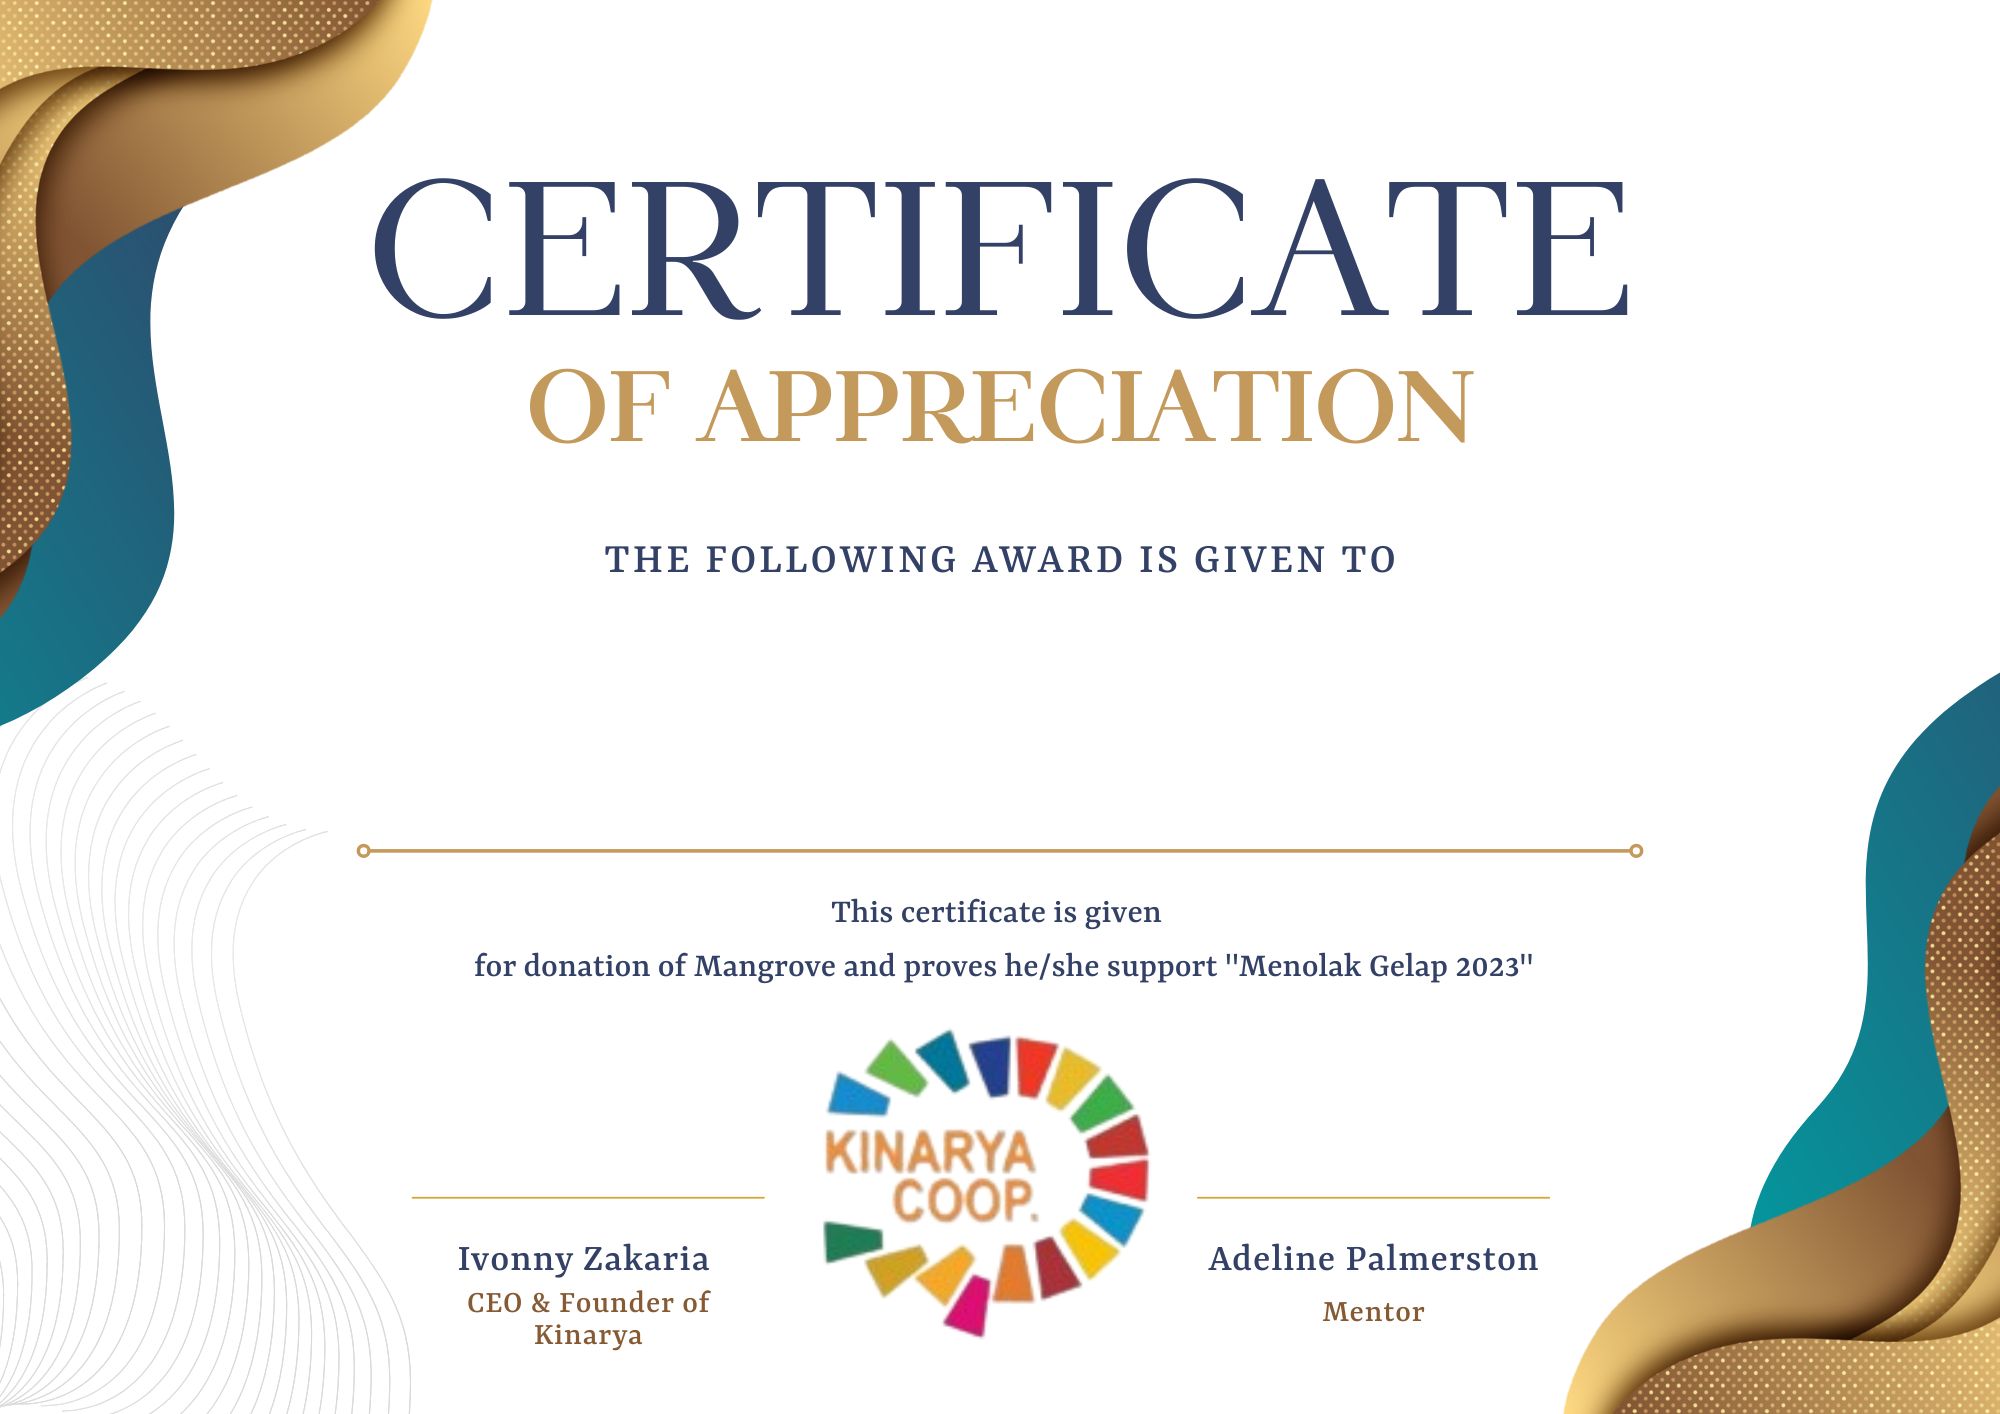 CERTIFICATE
OF APPRECIATION
THE FOLLOWING AWARD IS GIVEN TO
This certificate is given
for donation of Mangrove and proves he/she support "Menolak Gelap 2023"
KINARYA
COOP.
Ivonny Zakaria
CEO & Founder of
Kinarya
Adeline Palmerston
Mentor